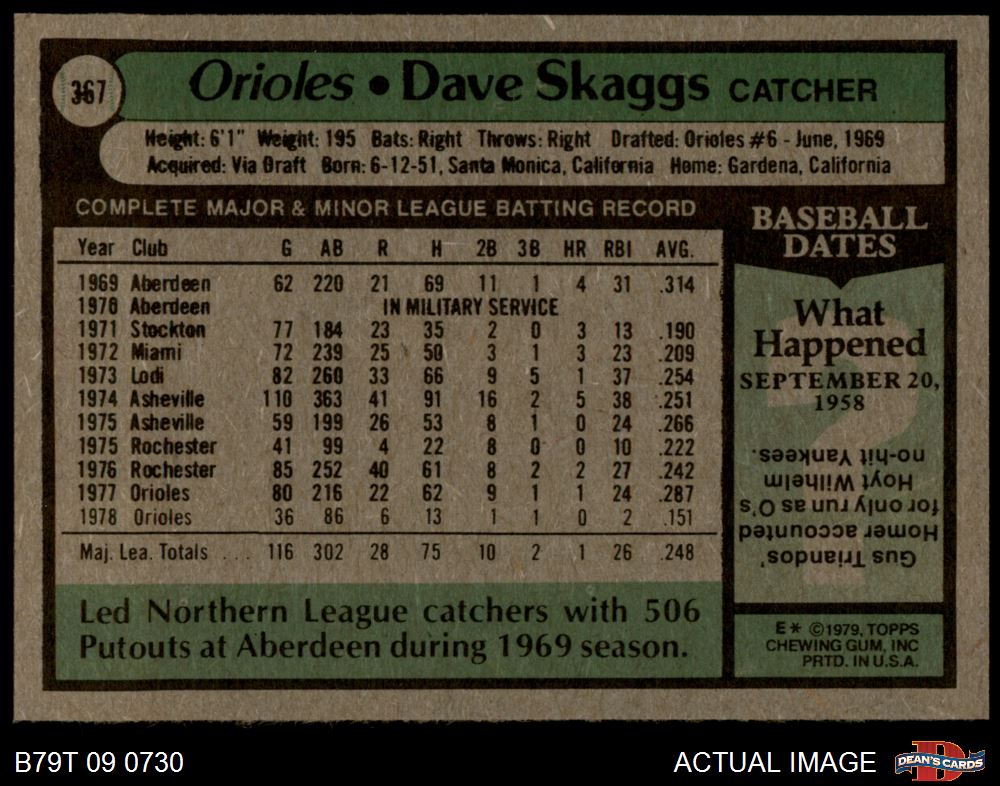 367
Orioles • Dave Skaggs CATCHER
Height: 6'1" Weight: 195 Bats: Right Throws: Right Drafted: Orioles #6 - June, 1969
Acquired: Via Draft Born: 6-12-51, Santa Monica, California Home: Gardena, California
COMPLETE MAJOR & MINOR LEAGUE BATTING RECORD
Year Club G AB R H 2B 3B HR RBI AVG.
1969 Aberdeen 62 220 21 69 11 1 4 31 .314
1970 Aberdeen IN MILITARY SERVICE
1971 Stockton 77 184 23 35 2 0 3 13 .190
1972 Miami 72 239 25 50 3 1 3 23 .209
1973 Lodi 82 260 33 66 9 5 1 37 .254
1974 Asheville 110 363 41 91 16 2 5 38 .251
1975 Asheville 59 199 26 53 8 1 0 24 .266
1975 Rochester 41 99 4 22 8 0 0 10 .222
1976 Rochester 85 252 40 61 8 2 2 27 .242
1977 Orioles 80 216 22 62 9 1 1 24 .287
1978 Orioles 36 86 6 13 1 1 0 2 .151
Maj. Lea. Totals ... 116 302 28 75 10 2 1 26 .248
Led Northern League catchers with 506
Putouts at Aberdeen during 1969 season.
BASEBALL
DATES
What
Happened
SEPTEMBER 20,
1958
?
Gus Triandos'
Homer accounted
for only run as O's
Hoyt Wilhelm
no-hit Yankees.
E* ©1979, TOPPS
CHEWING GUM, INC
PRTD. IN U.S.A.
B79T 09 0730
ACTUAL IMAGE
D
DEAN'S CARDS